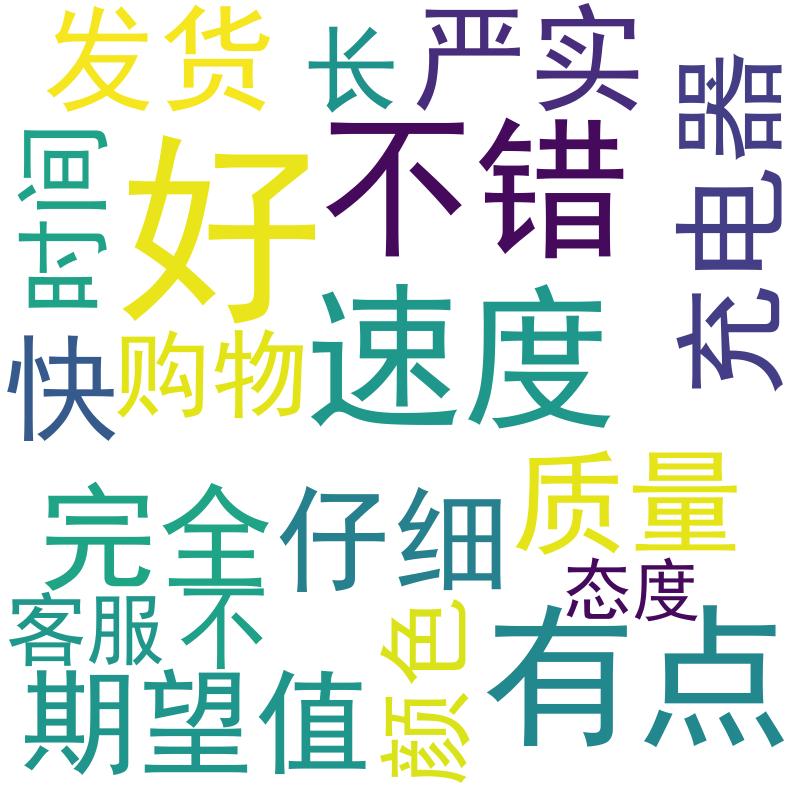 发货
长
严实
充电器
时间
好
不错
快
购物
速度
完全
仔细
质量
态度
客服
不
颜色
有点
期望值